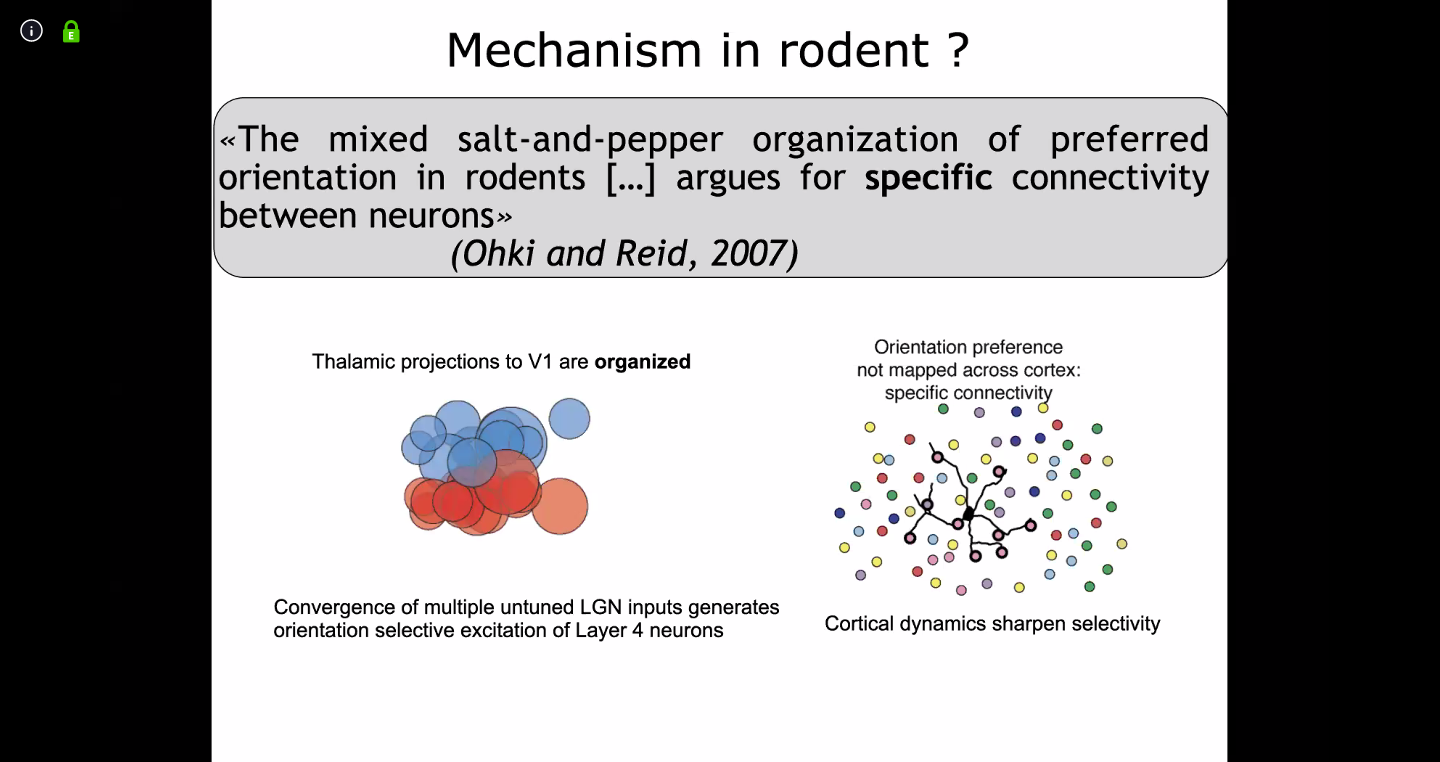 Mechanism in rodent ?
«The mixed salt-and-pepper organization of preferred
orientation in rodents […] argues for specific connectivity
between neurons»
(Ohki and Reid, 2007)
Thalamic projections to V1 are organized
Convergence of multiple untuned LGN inputs generates
orientation selective excitation of Layer 4 neurons
Orientation preference
not mapped across cortex:
specific connectivity
Cortical dynamics sharpen selectivity
i
E